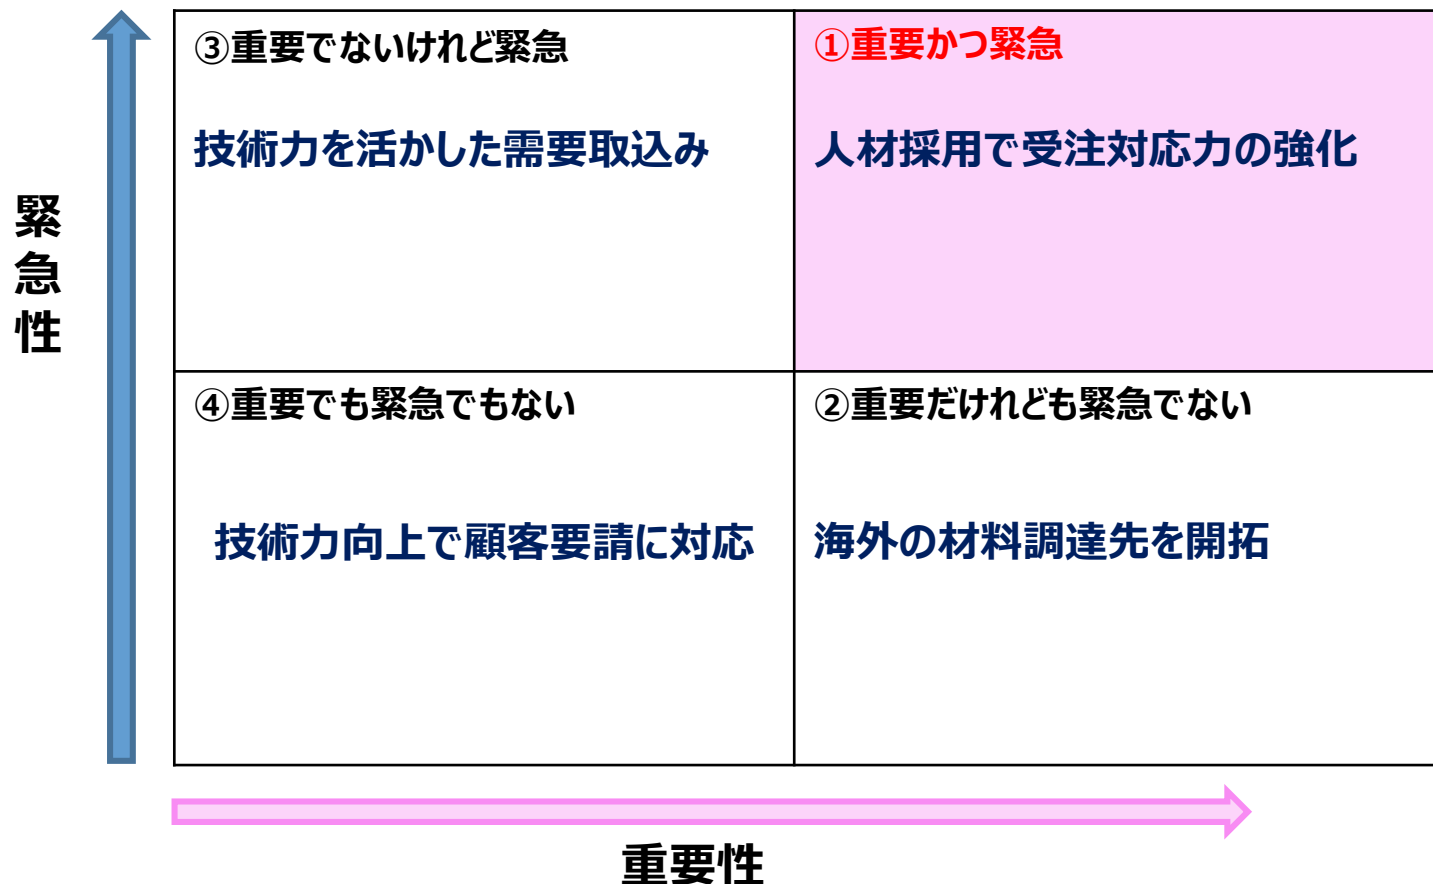 ③重要でないけれど緊急
技術力を活かした需要取込み
①重要かつ緊急
人材採用で受注対応力の強化
緊急性
④重要でも緊急でもない
技術力向上で顧客要請に対応
②重要だけれども緊急でない
海外の材料調達先を開拓
重要性